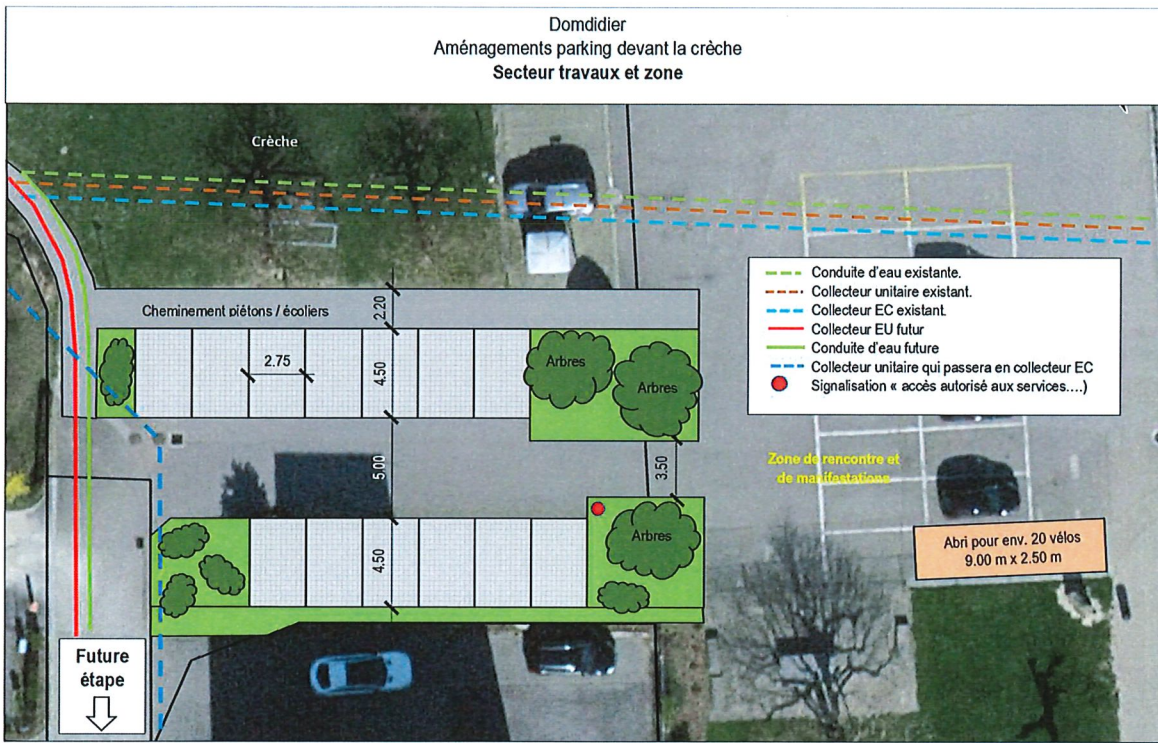 Domdidier
Aménagements parking devant la crèche
Secteur travaux et zone
Crèche
Conduite d'eau existante.
Collecteur unitaire existant.
Collecteur EC existant.
Collecteur EU futur
Conduite d'eau future
Collecteur unitaire qui passera en collecteur EC
Signalisation « accès autorisé aux services....)
Cheminement piétons / écoliers
2.20
2.75
4.50
Arbres
Arbres
5.00
3.50
Zone de rencontre et
de manifestations
4.50
Arbres
Abri pour env. 20 vélos
9.00 m x 2.50 m
Future
étape